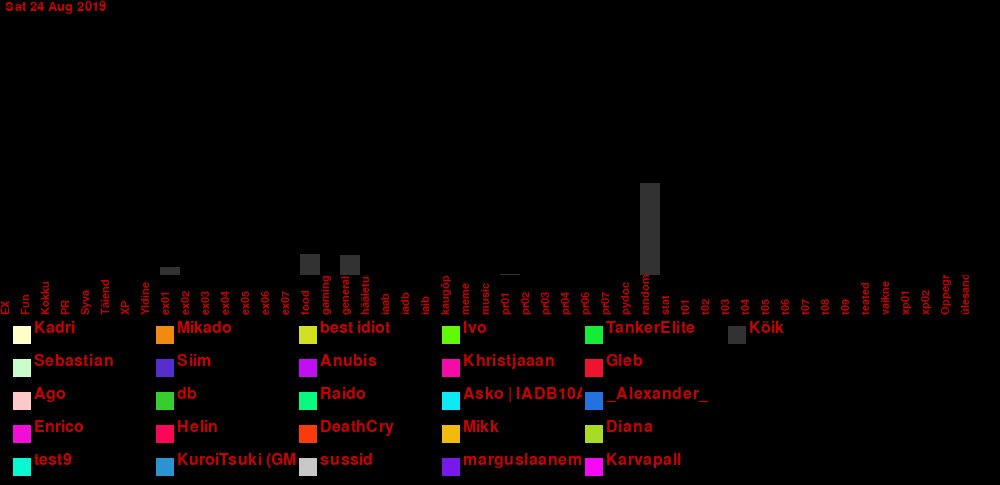 Sat 24 Aug 2019
EX Fun Kokku PR Syva Täiend XP Yldine ex01 ex02 ex03 ex04 ex05 ex06 ex07 food gaming general hääletu iaab iadb iaib kaugõp meme music pr01 pr02 pr03 pr04 pr06 pr07 pydoc random stat t01 t02 t03 t04 t05 t06 t07 t08 t09 teated vaikne xp01 xp02 Õppegr ülesand
Kadri Mikado best idiot Ivo TankerElite Kõik
Sebastian Siim Anubis Khristjaaan Gleb
Ago db Raido Asko | IADB10A _Alexander_
Enrico Helin DeathCry Mikk Diana
test9 KuroiTsuki (GM sussid marguslaanem Karvapall